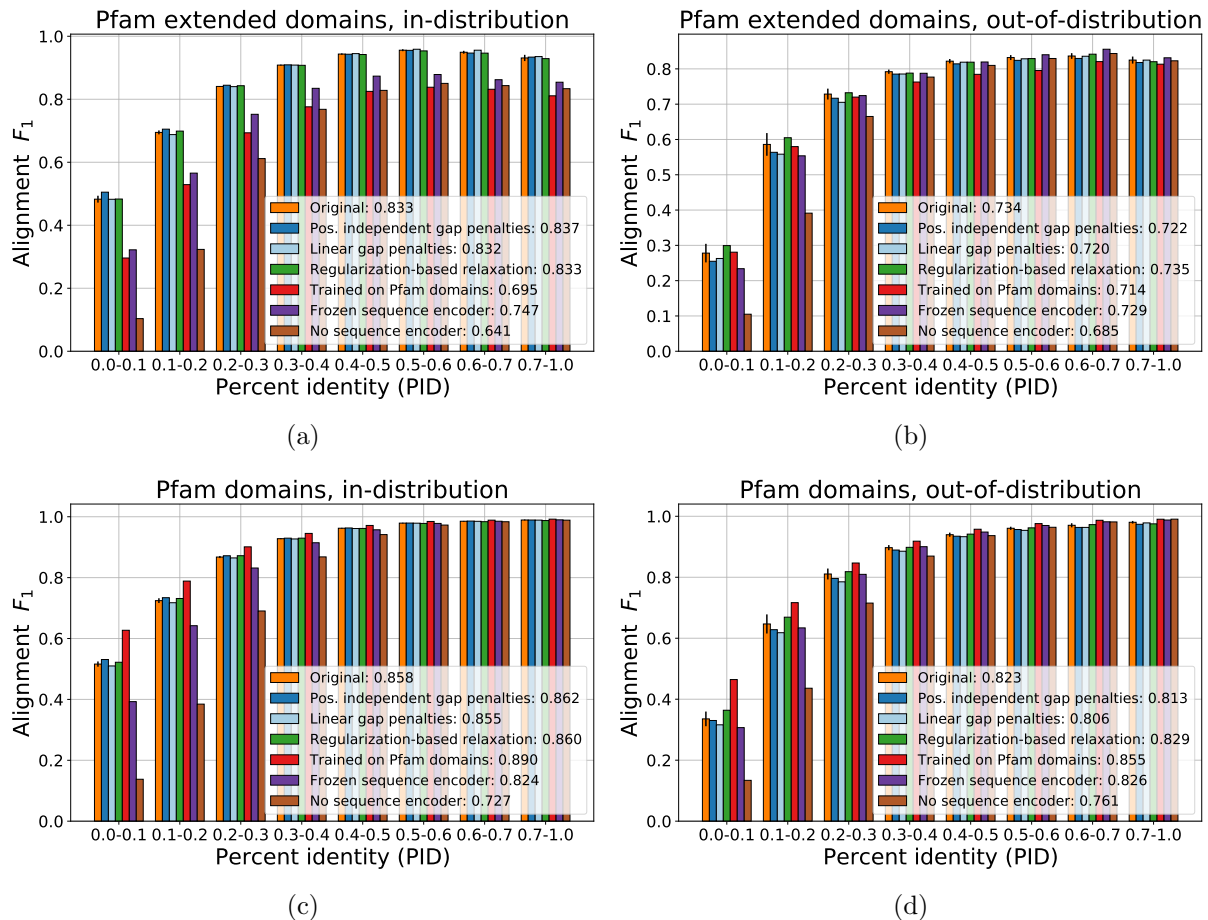 (a)
(b)
Pfam extended domains, in-distribution
Alignment F₁
1.0
0.8
0.6
0.4
0.2
0.0
Original: 0.833
Pos. independent gap penalties: 0.837
Linear gap penalties: 0.832
Regularization-based relaxation: 0.833
Trained on Pfam domains: 0.695
Frozen sequence encoder: 0.747
No sequence encoder: 0.641
0.0-0.1 0.1-0.2 0.2-0.3 0.3-0.4 0.4-0.5 0.5-0.6 0.6-0.7 0.7-1.0
Percent identity (PID)
Pfam extended domains, out-of-distribution
Alignment F₁
0.8
0.7
0.6
0.5
0.4
0.3
0.2
0.1
0.0
Original: 0.734
Pos. independent gap penalties: 0.722
Linear gap penalties: 0.720
Regularization-based relaxation: 0.735
Trained on Pfam domains: 0.714
Frozen sequence encoder: 0.729
No sequence encoder: 0.685
0.0-0.1 0.1-0.2 0.2-0.3 0.3-0.4 0.4-0.5 0.5-0.6 0.6-0.7 0.7-1.0
Percent identity (PID)
Pfam domains, in-distribution
Alignment F₁
1.0
0.8
0.6
0.4
0.2
0.0
Original: 0.858
Pos. independent gap penalties: 0.862
Linear gap penalties: 0.855
Regularization-based relaxation: 0.860
Trained on Pfam domains: 0.890
Frozen sequence encoder: 0.824
No sequence encoder: 0.727
0.0-0.1 0.1-0.2 0.2-0.3 0.3-0.4 0.4-0.5 0.5-0.6 0.6-0.7 0.7-1.0
Percent identity (PID)
(c)
Pfam domains, out-of-distribution
Alignment F₁
1.0
0.8
0.6
0.4
0.2
0.0
Original: 0.823
Pos. independent gap penalties: 0.813
Linear gap penalties: 0.806
Regularization-based relaxation: 0.829
Trained on Pfam domains: 0.855
Frozen sequence encoder: 0.826
No sequence encoder: 0.761
0.0-0.1 0.1-0.2 0.2-0.3 0.3-0.4 0.4-0.5 0.5-0.6 0.6-0.7 0.7-1.0
Percent identity (PID)
(d)